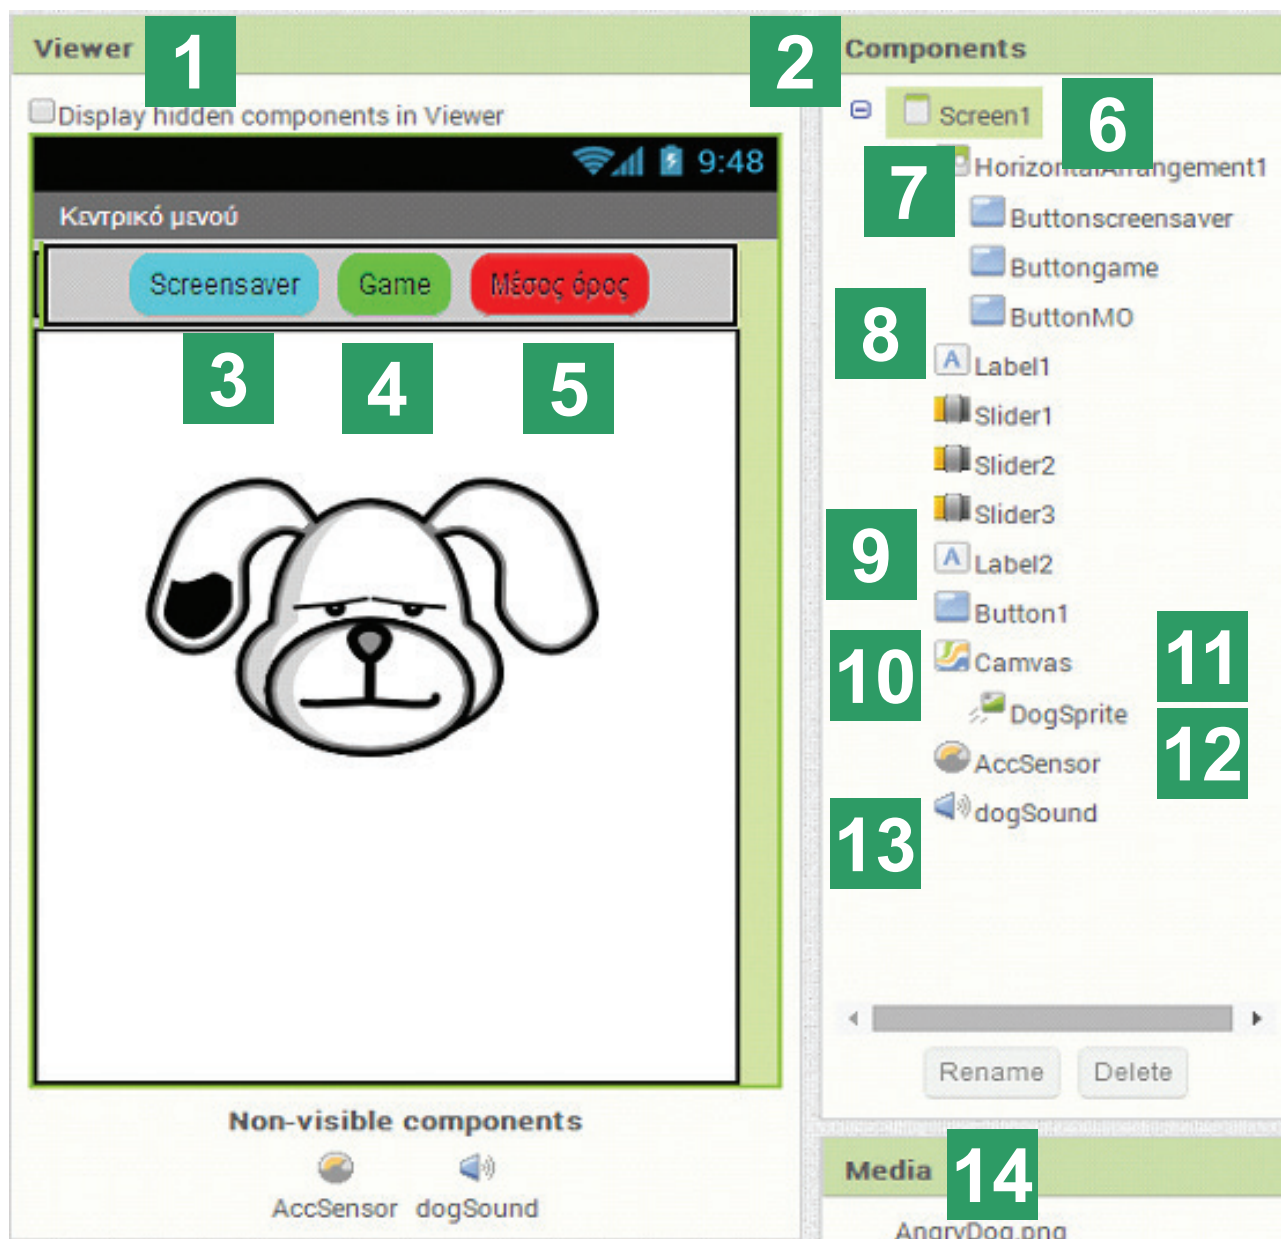 Viewer 1
Display hidden components in Viewer
9:48
Κεντρικό μενού
Screensaver Game Μέσος όρος
3 4 5
Non-visible components
AccSensor dogSound
2 Components
Screen1 6
HorizontalArrangement1
7 Buttonscreensaver
Buttongame
ButtonMO
8 Label1
Slider1
Slider2
Slider3
9 Label2
Button1
10 Camvas 11
DogSprite
AccSensor 12
13 dogSound
Rename Delete
Media 14
AngryDog.png